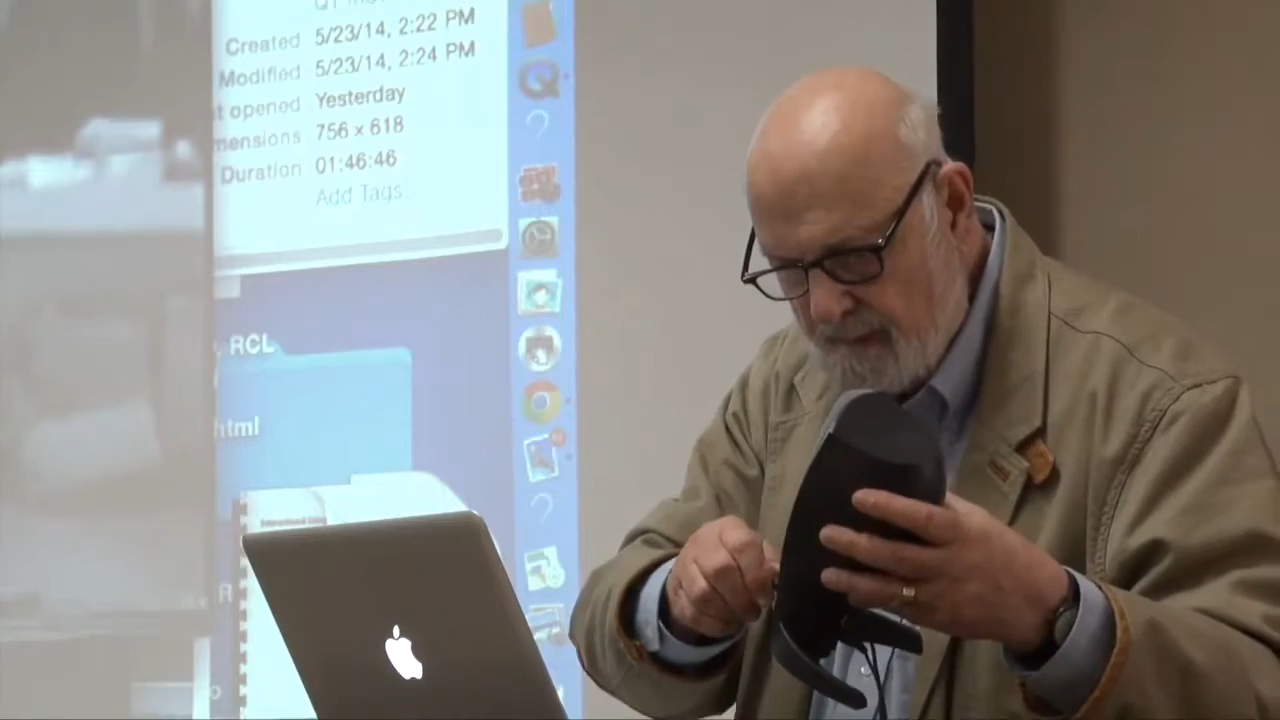 Created 5/23/14, 2:22 PM
Modified 5/23/14, 2:24 PM
t opened Yesterday
mensions 756 x 618
Duration 01:46:46
Add Tags...
RCL
html
R